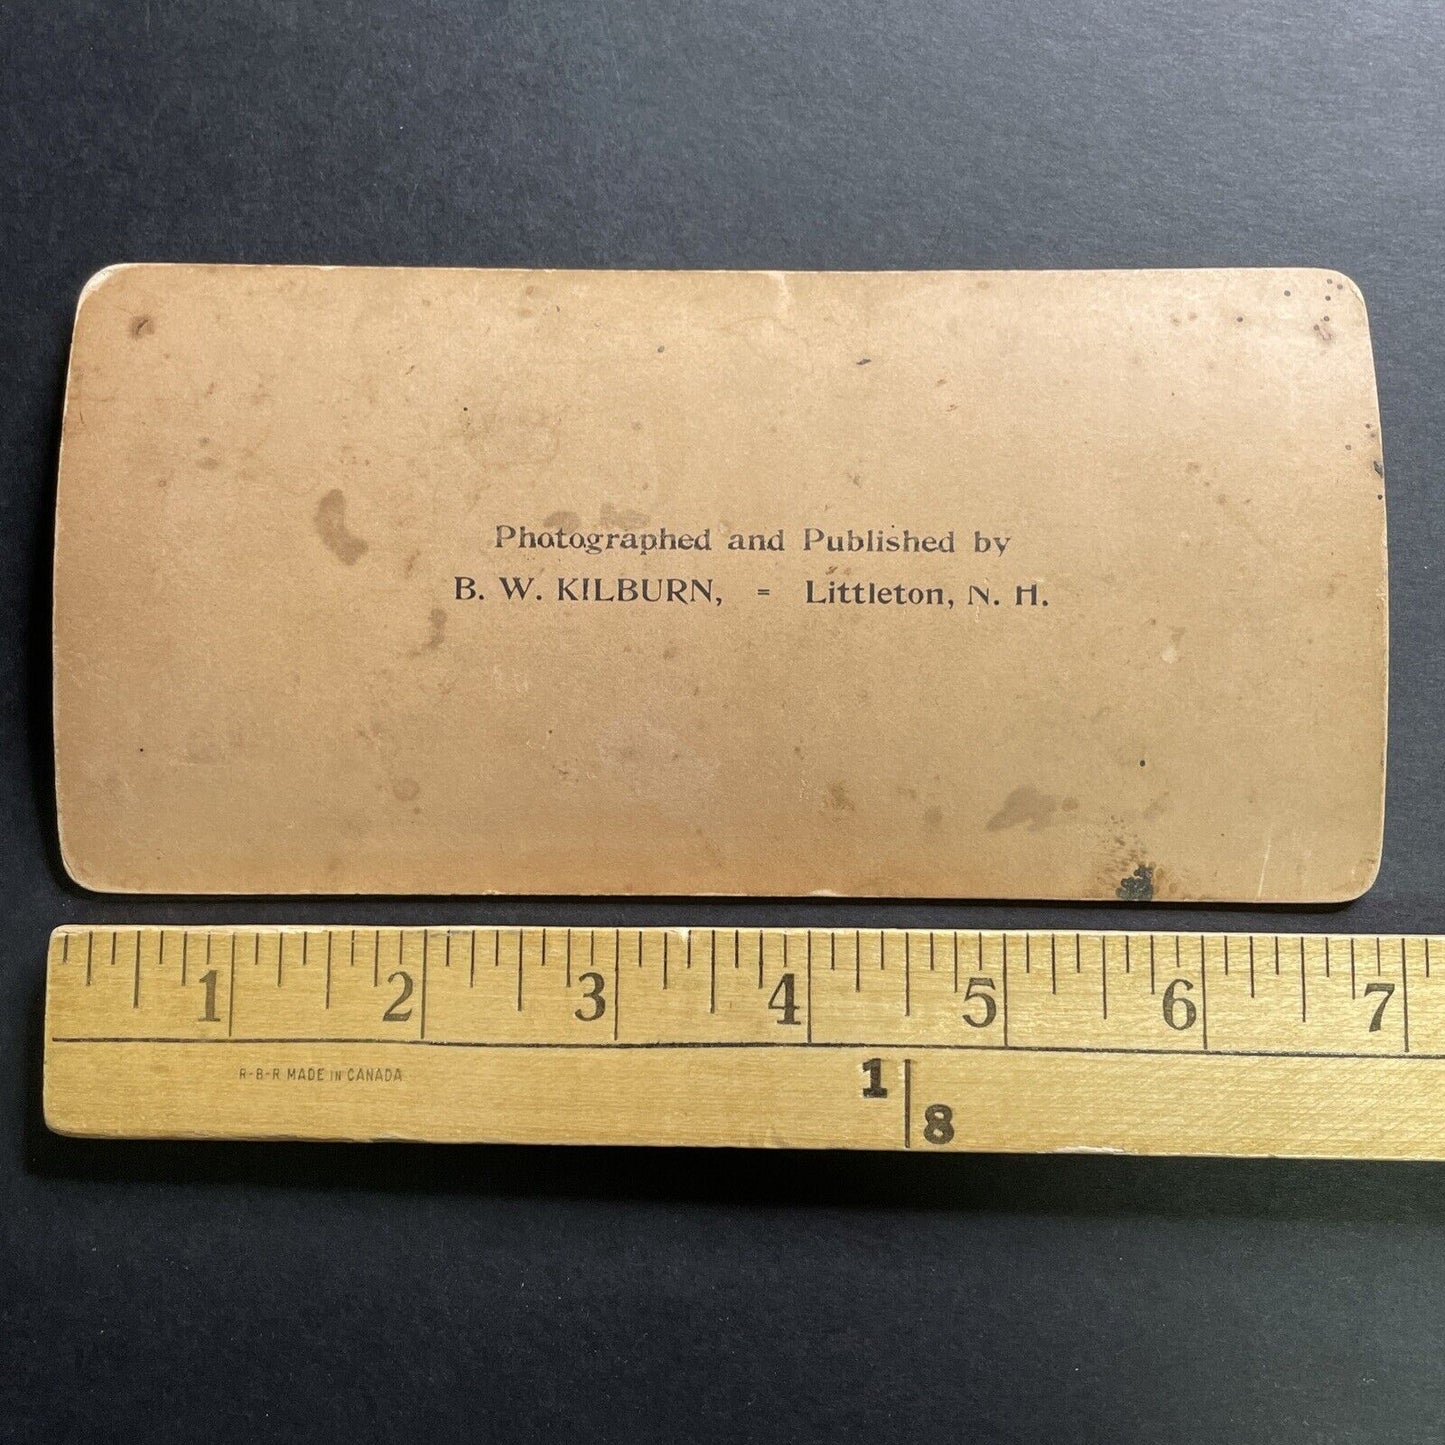 Photographed and Published by
B. W. KILBURN, = Littleton, N. H.
1 2 3 4 5 6 7
R-B-R MADE IN CANADA
1
8